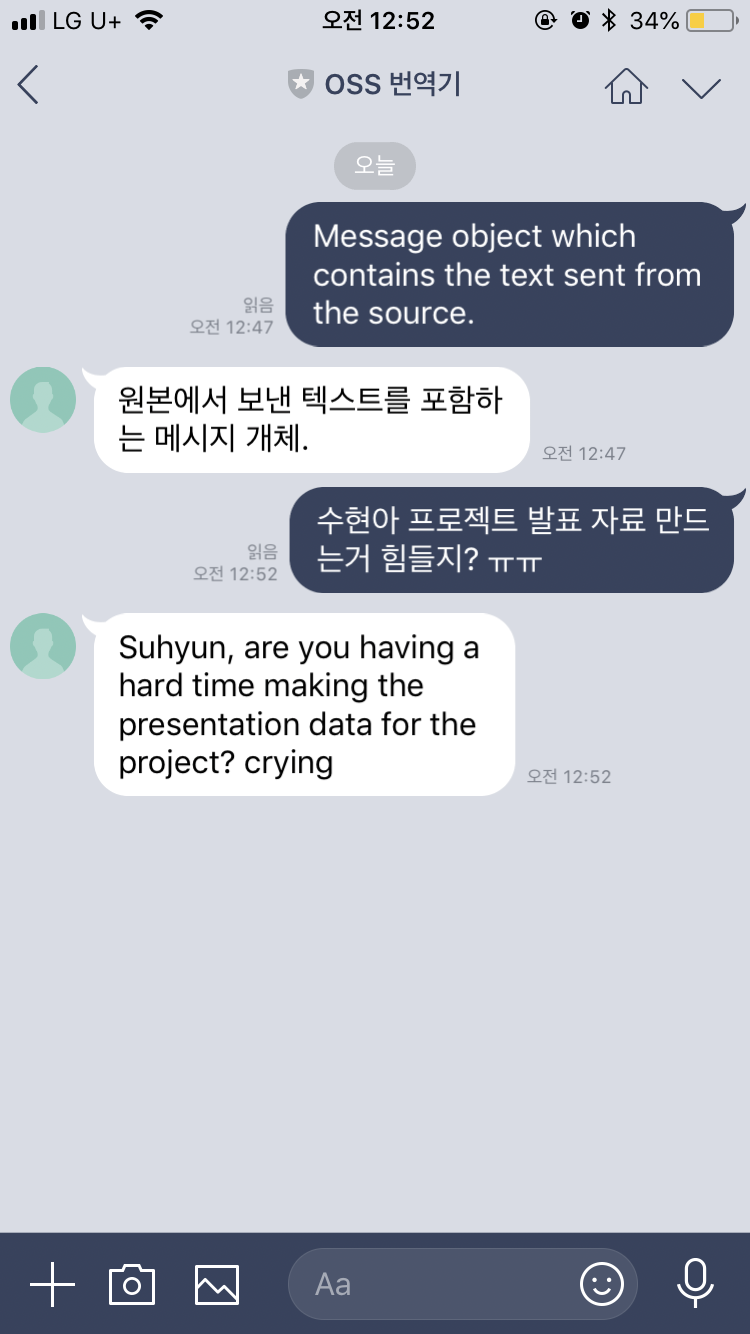 LG U+ 오전 12:52 34%
OSS 번역기
오늘
Message object which
contains the text sent from
the source.
읽음
오전 12:47
원본에서 보낸 텍스트를 포함하
는 메시지 개체.
오전 12:47
수현아 프로젝트 발표 자료 만드
는거 힘들지? ㅠㅠ
읽음
오전 12:52
Suhyun, are you having a
hard time making the
presentation data for the
project? crying
오전 12:52
Aa